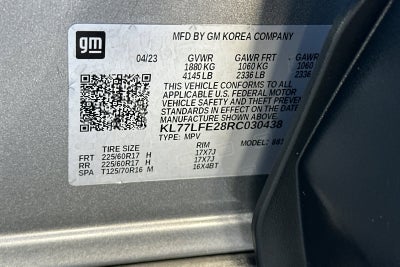 gm
MFD BY GM KOREA COMPANY
04/23 GVWR GAWR FRT GAWR
1880 KG 1060 KG 1060
4145 LB 2336 LB 2336
THIS VEHICLE CONFORMS TO ALL
APPLICABLE U.S. FEDERAL MOTOR
VEHICLE SAFETY
STANDARDS IN EFFECT ON THE DATE
OF MANUFACTURE SHOWN ABOVE.
KL77LFE28RC030438
TYPE: MPV MODEL:
TIRE SIZE RIM
FRT 225/60R17 H 17X7J
RR 225/60R17 H 17X7J
SPA T125/70R16 M 16X4BT